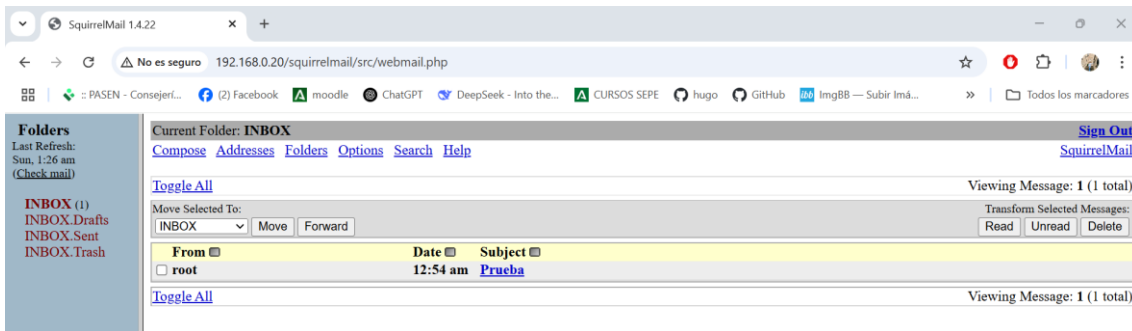 SquirrelMail 1.4.22
No es seguro 192.168.0.20/squirrelmail/src/webmail.php
:: PASEN - Consejerí... (2) Facebook moodle ChatGPT DeepSeek - Into the... CURSOS SEPE hugo GitHub ibb ImgBB — Subir Imá... » Todos los marcadores
Folders
Last Refresh:
Sun, 1:26 am
(Check mail)
INBOX (1)
INBOX.Drafts
INBOX.Sent
INBOX.Trash
Current Folder: INBOX Sign Out
Compose Addresses Folders Options Search Help SquirrelMail
Toggle All Viewing Message: 1 (1 total)
Move Selected To: Transform Selected Messages:
INBOX Move Forward Read Unread Delete
From Date Subject
root 12:54 am Prueba
Toggle All Viewing Message: 1 (1 total)